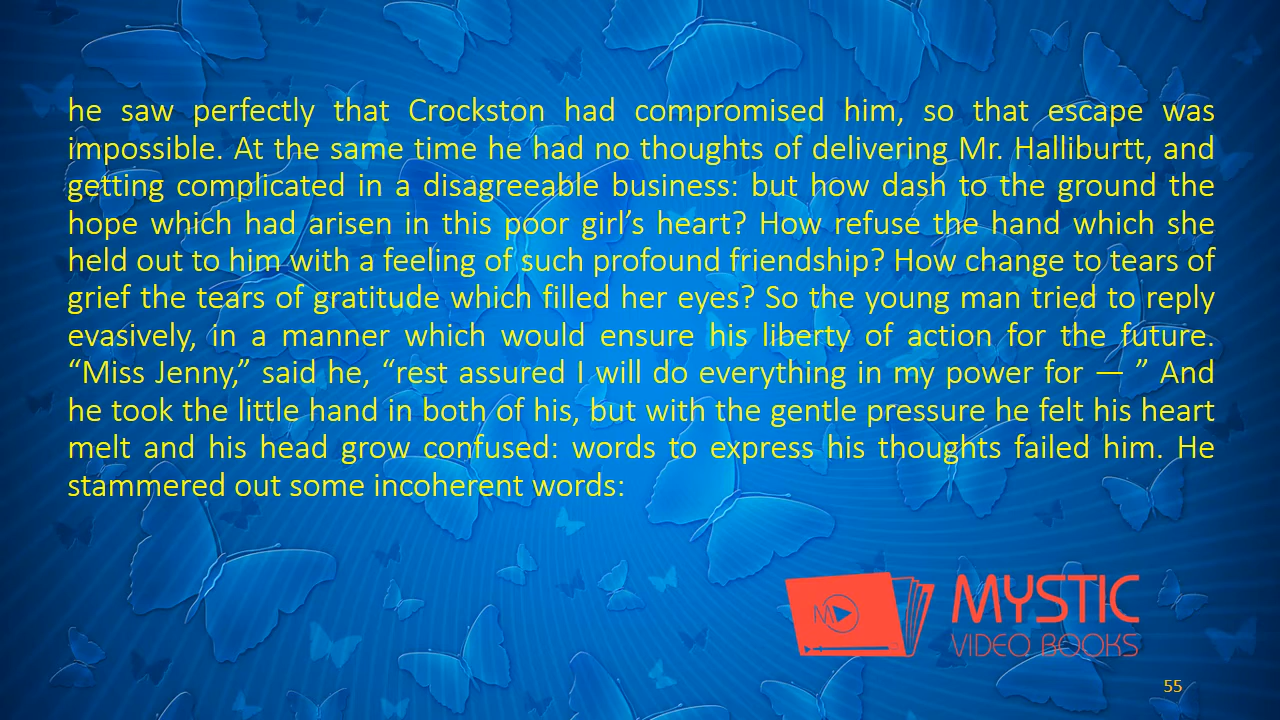 he saw perfectly that Crockston had compromised him, so that escape was
impossible. At the same time he had no thoughts of delivering Mr. Halliburtt, and
getting complicated in a disagreeable business: but how dash to the ground the
hope which had arisen in this poor girl’s heart? How refuse the hand which she
held out to him with a feeling of such profound friendship? How change to tears of
grief the tears of gratitude which filled her eyes? So the young man tried to reply
evasively, in a manner which would ensure his liberty of action for the future.
“Miss Jenny,” said he, “rest assured I will do everything in my power for — ” And
he took the little hand in both of his, but with the gentle pressure he felt his heart
melt and his head grow confused: words to express his thoughts failed him. He
stammered out some incoherent words:
M
MYSTIC
VIDEO BOOKS
55